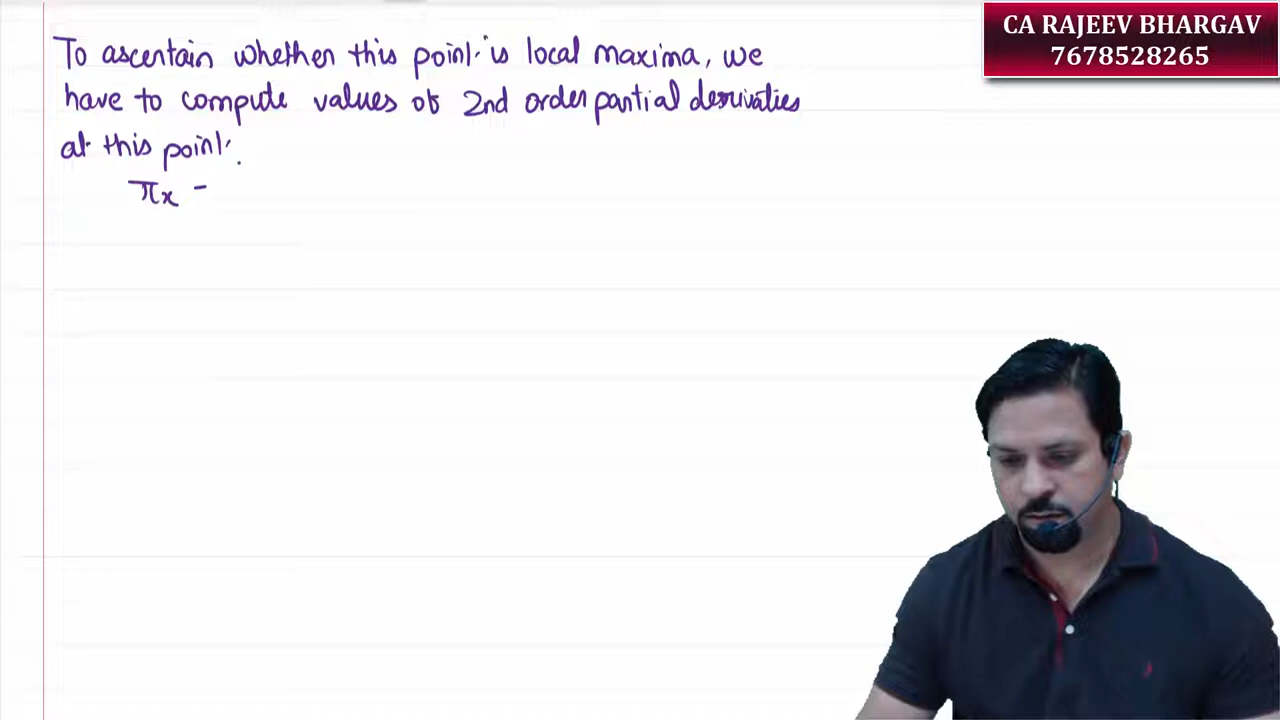 To ascertain whether this point is local maxima, we
have to compute values of 2nd order partial derivaties
at this point.
πx =
CA RAJEEV BHARGAV
7678528265